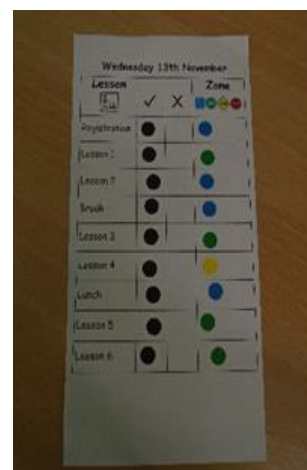 Wednesday 13th November
Lesson ✓ X Zone
Registration
Lesson 1
Lesson 2
Break
Lesson 3
Lesson 4
Lunch
Lesson 5
Lesson 6